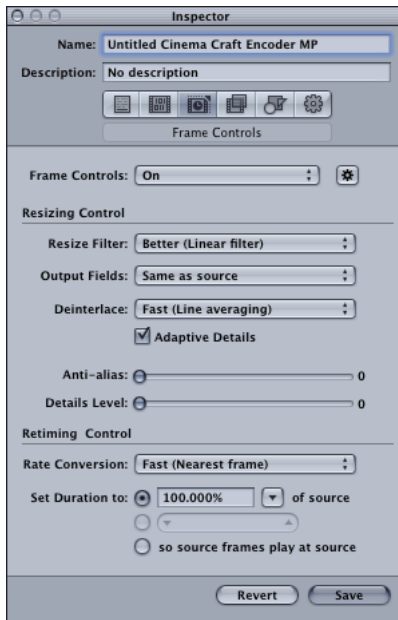 Inspector
Name: Untitled Cinema Craft Encoder MP
Description: No description
Frame Controls
Frame Controls: On
Resizing Control
Resize Filter: Better (Linear filter)
Output Fields: Same as source
Deinterlace: Fast (Line averaging)
Adaptive Details
Anti-alias: 0
Details Level: 0
Retiming Control
Rate Conversion: Fast (Nearest frame)
Set Duration to: 100.000% of source
so source frames play at source
Revert Save